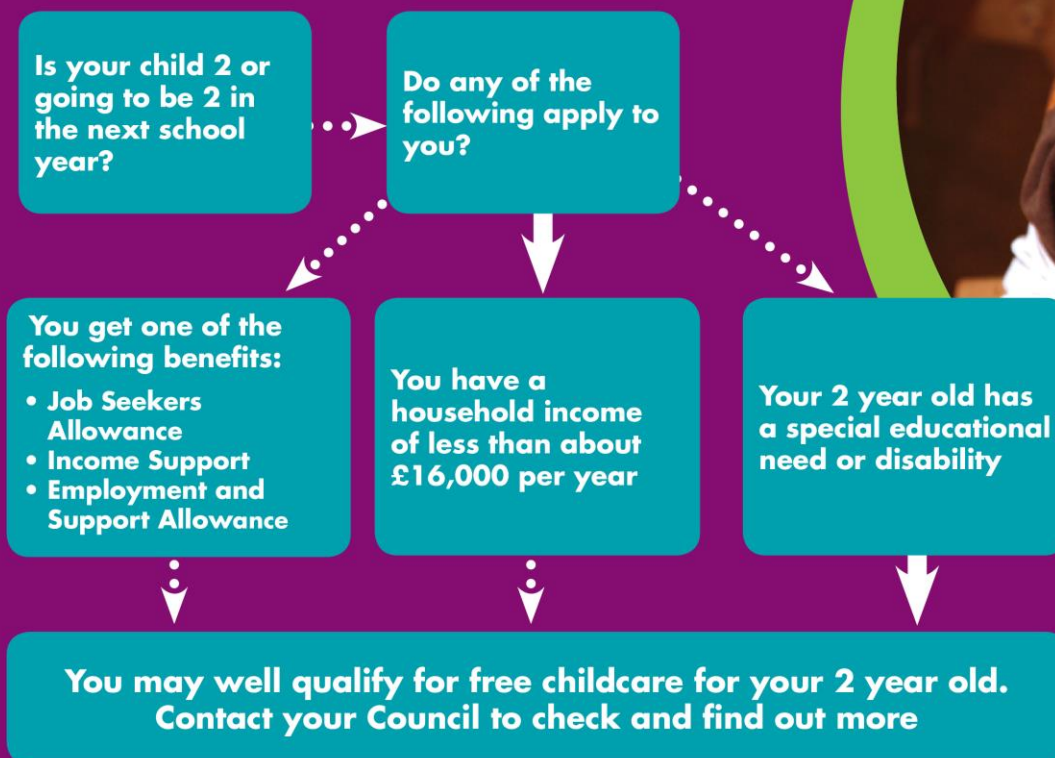 Is your child 2 or
going to be 2 in
the next school
year?
Do any of the
following apply to
you?
You get one of the
following benefits:
• Job Seekers
Allowance
• Income Support
• Employment and
Support Allowance
You have a
household income
of less than about
£16,000 per year
Your 2 year old has
a special educational
need or disability
You may well qualify for free childcare for your 2 year old.
Contact your Council to check and find out more